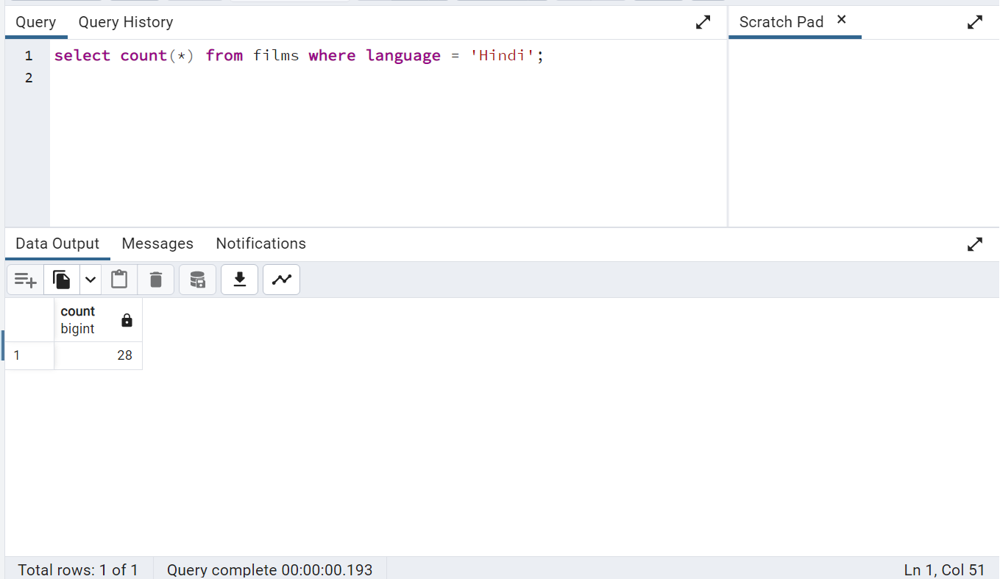 Query Query History Scratch Pad ×
1 select count(*) from films where language = 'Hindi';
2
Data Output Messages Notifications
count
bigint
1 28
Total rows: 1 of 1 Query complete 00:00:00.193 Ln 1, Col 51